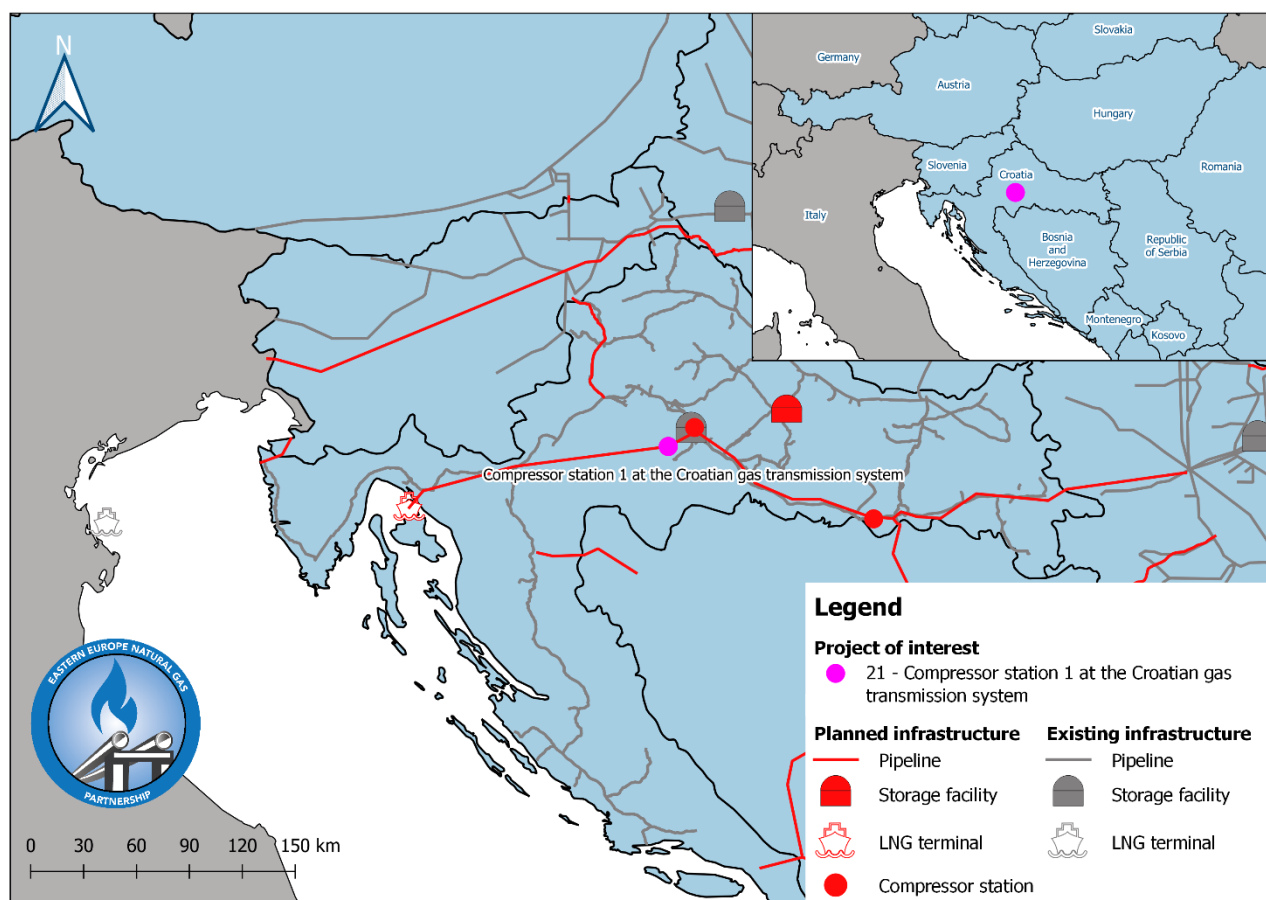 N
Slovakia
Germany
Austria
Hungary
Slovenia
Romania
Croatia
Italy
Bosnia
and
Herzegovina
Republic
of Serbia
Montenegro
Kosovo
Compressor station 1 at the Croatian gas transmission system
Legend
Project of interest
21 - Compressor station 1 at the Croatian gas
transmission system
Planned infrastructure Existing infrastructure
Pipeline Pipeline
Storage facility Storage facility
LNG terminal LNG terminal
Compressor station
EASTERN EUROPE NATURAL GAS
PARTNERSHIP
0 30 60 90 120 150 km